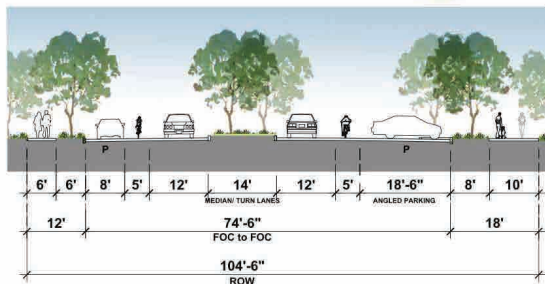 P P
6' 6' 8' 5' 12' 14' 12' 5' 18'-6" 8' 10'
MEDIAN/ TURN LANES ANGLED PARKING
12' 74'-6" 18'
FOC to FOC
104'-6"
ROW